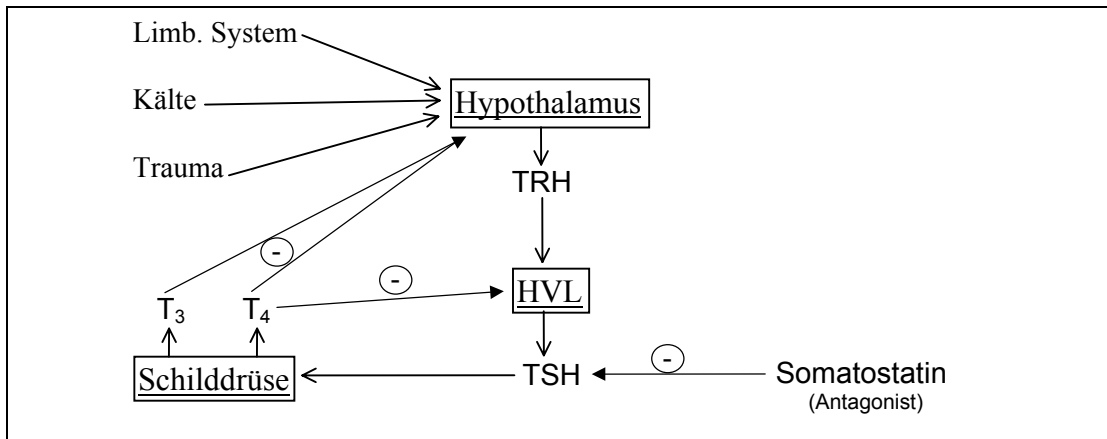 Limb. System
Kälte
Hypothalamus
Trauma
TRH
-
-
HVL
T₃ T₄
-
Schilddrüse
TSH
Somatostatin
(Antagonist)